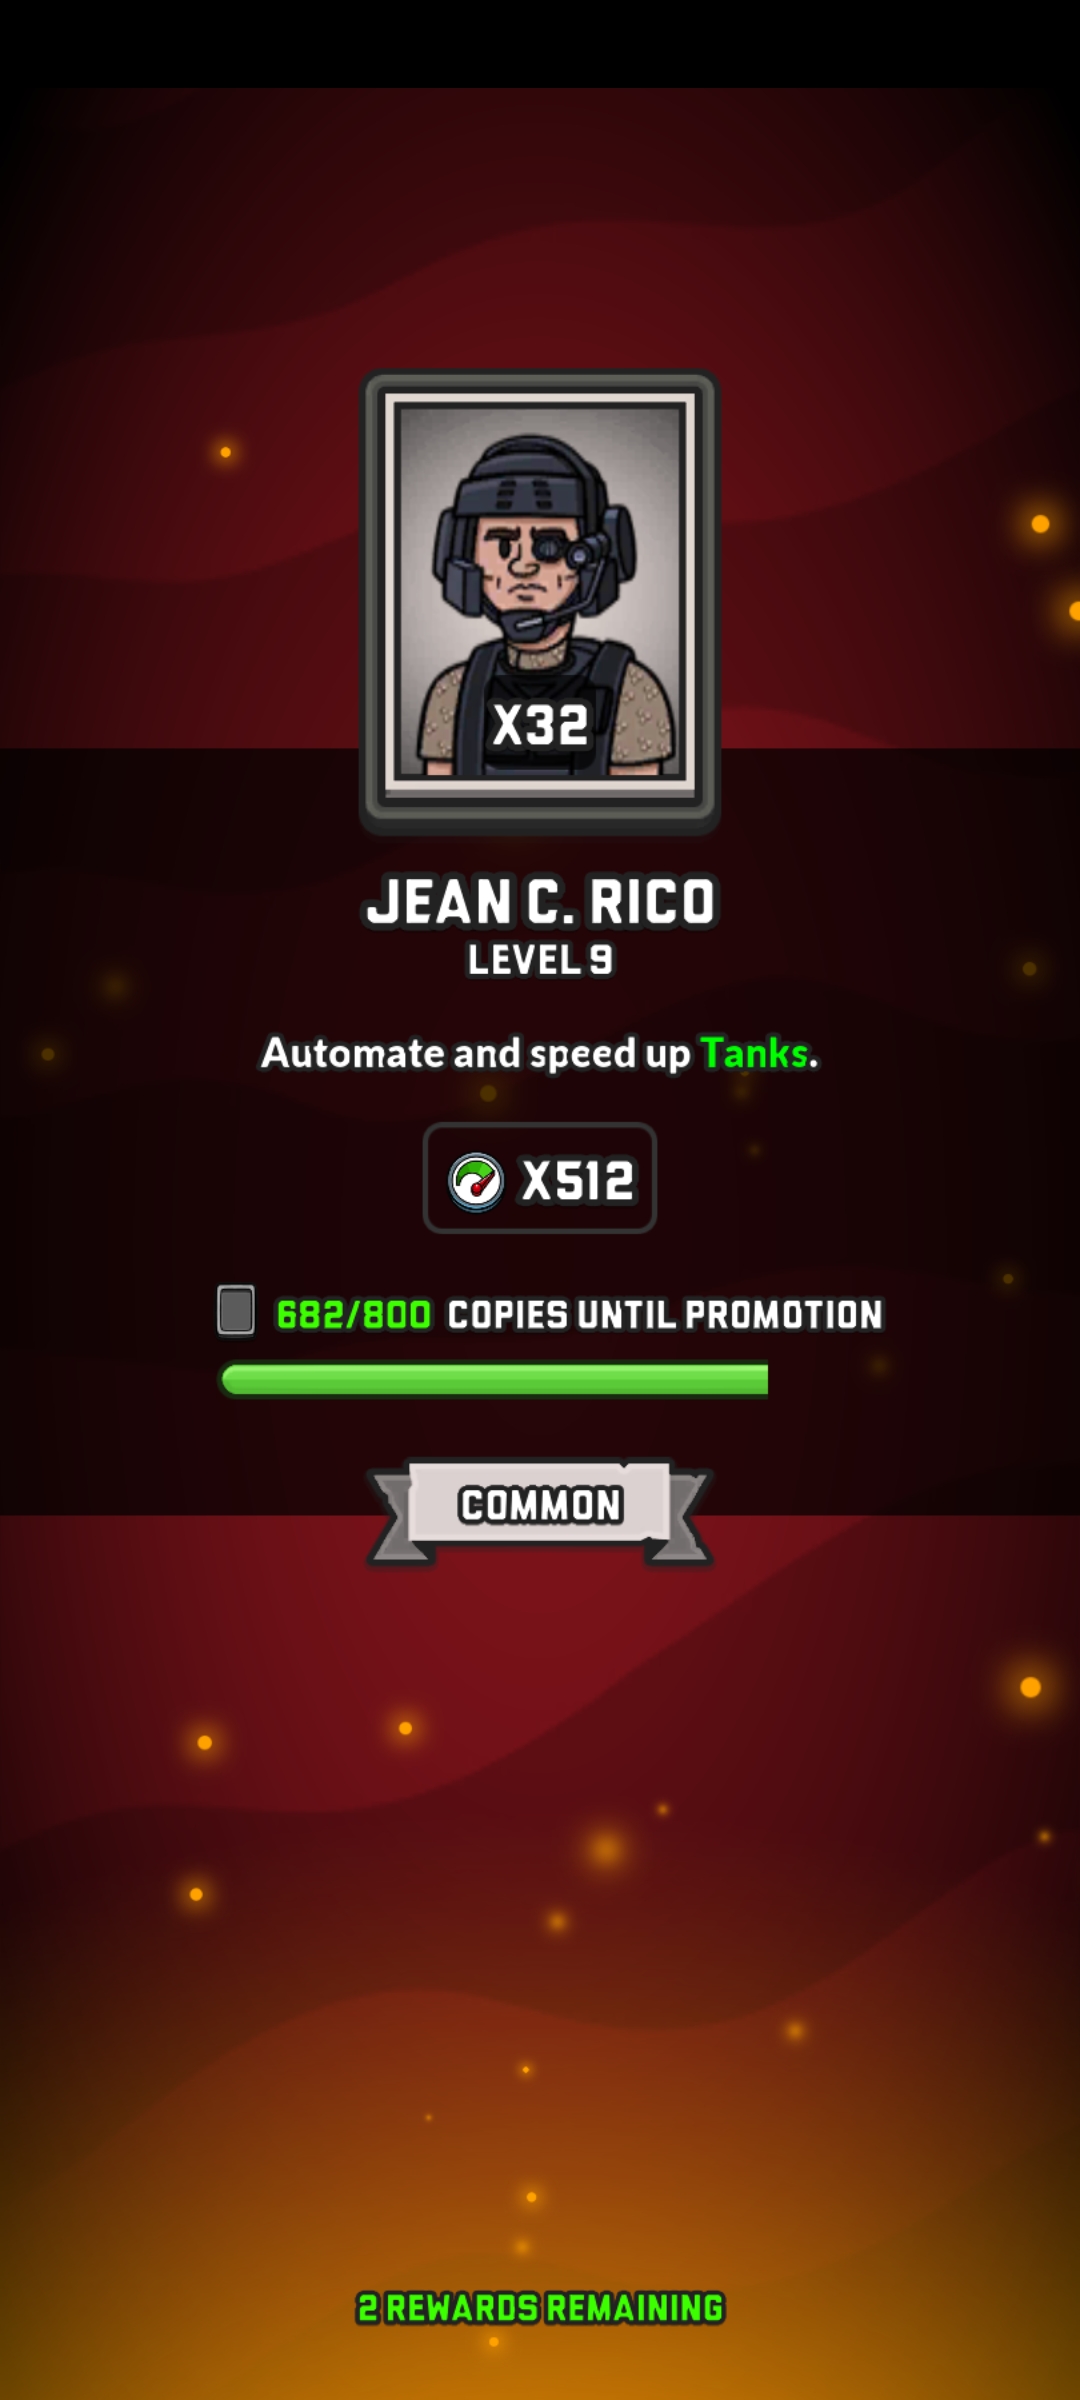 X32
JEAN C. RICO
LEVEL 9
Automate and speed up Tanks.
X512
682/800 COPIES UNTIL PROMOTION
COMMON
2 REWARDS REMAINING